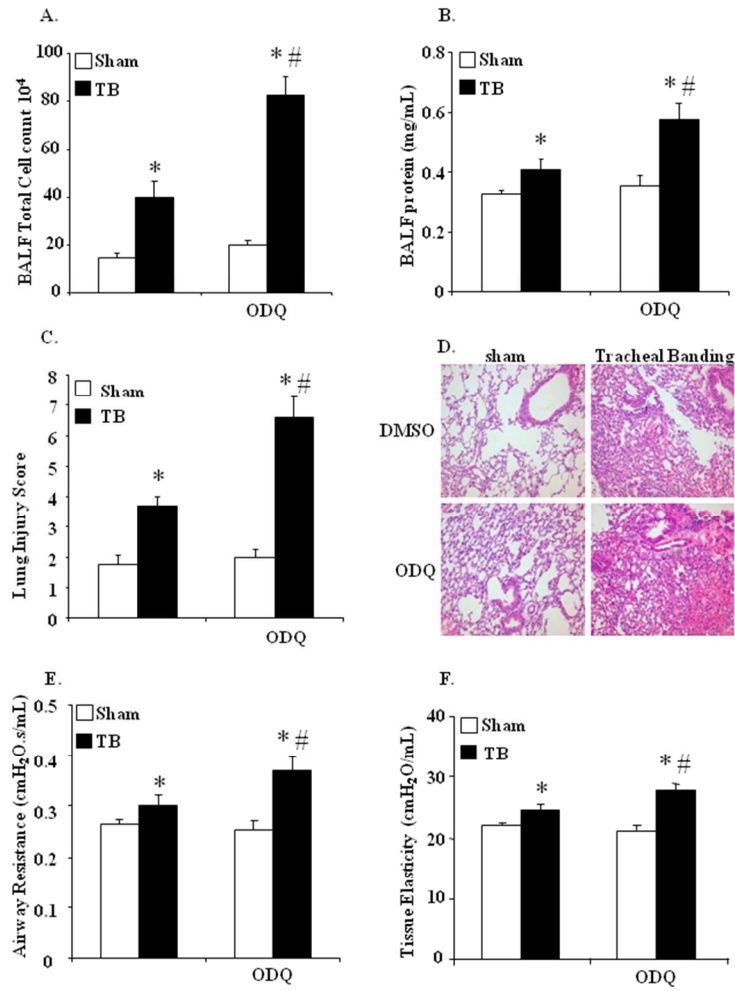 A.
BALF Total Cell count 10⁴
100
80
60
40
20
0
Sham
TB
*
* #
ODQ
B.
BALF protein (mg/mL)
0.8
0.6
0.4
0.2
0
Sham
TB
*
* #
ODQ
C.
Lung Injury Score
8
7
6
5
4
3
2
1
0
Sham
TB
*
* #
ODQ
D.
sham
Tracheal Banding
DMSO
ODQ
E.
Airway Resistance (cmH₂O.s/mL)
0.5
0.4
0.3
0.2
0.1
0
Sham
TB
*
* #
ODQ
F.
Tissue Elasticity (cmH₂O/mL)
40
30
20
10
0
Sham
TB
*
* #
ODQ